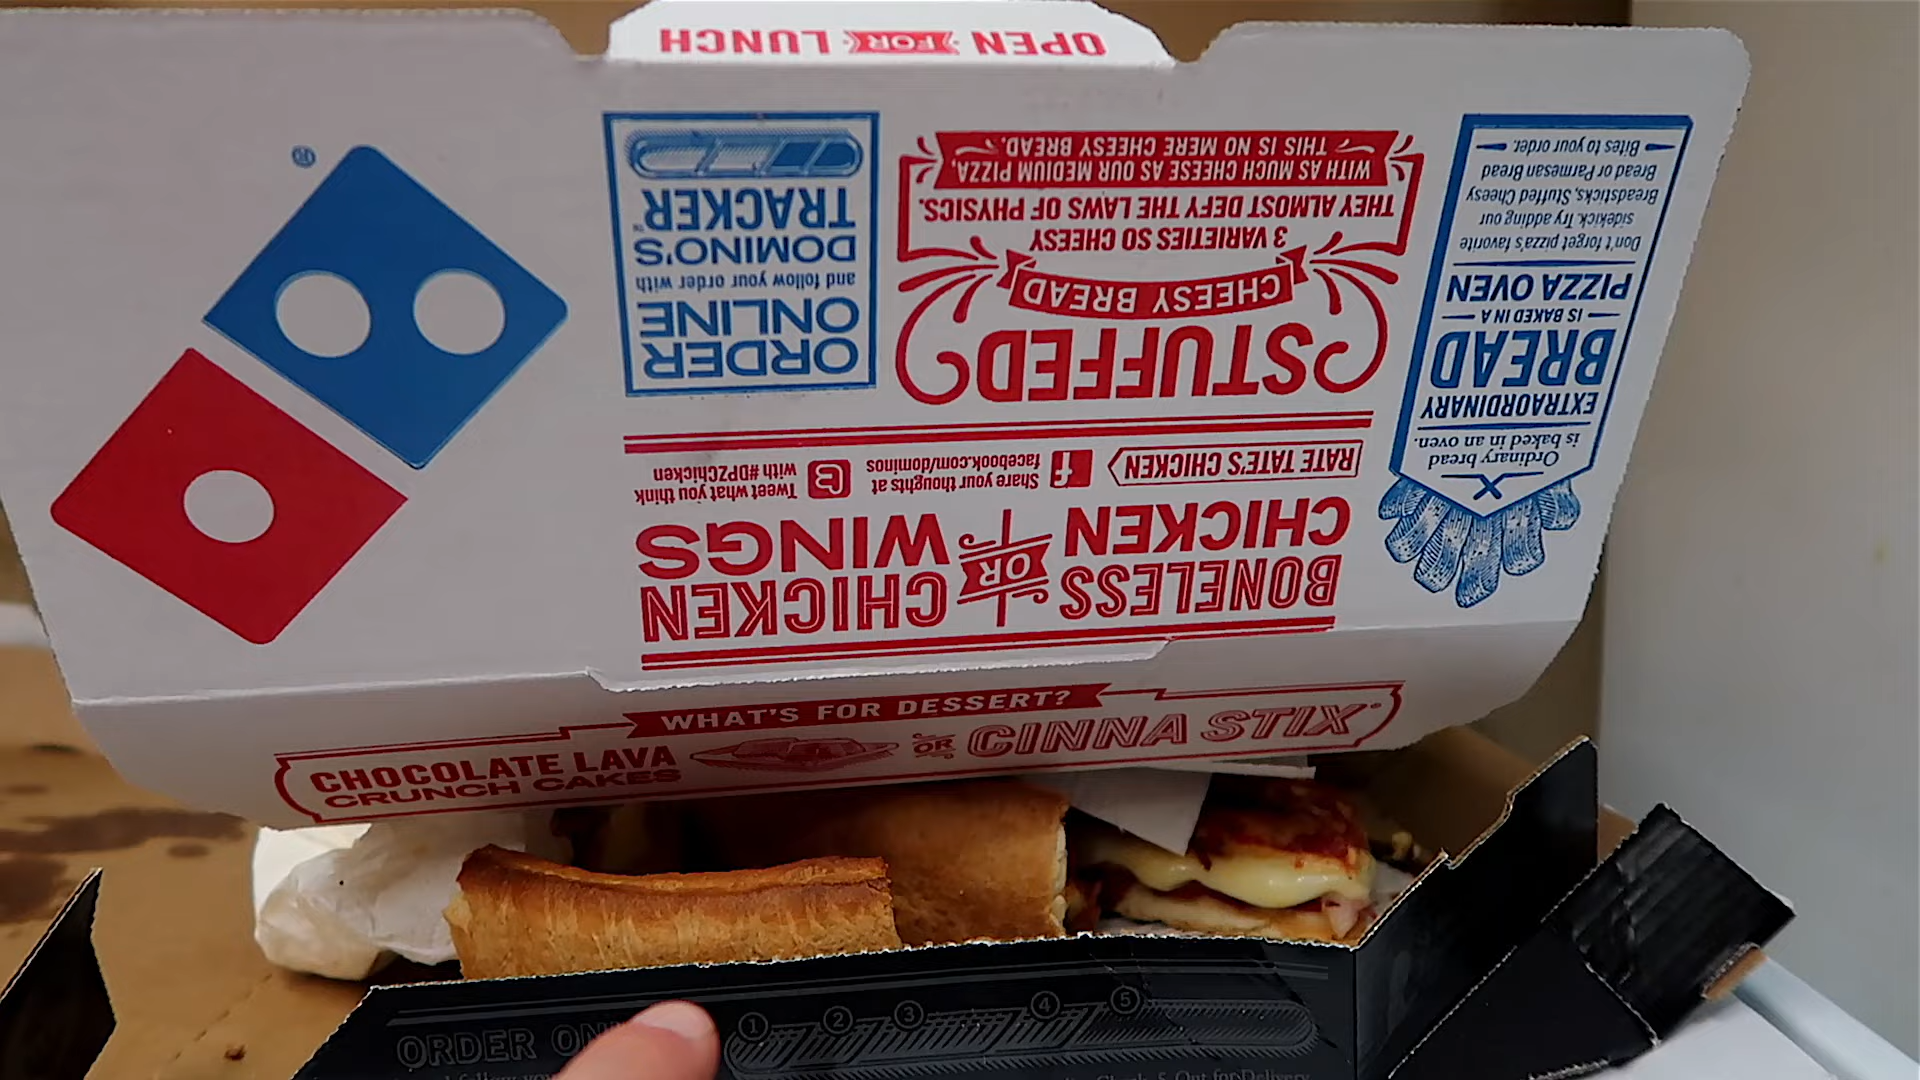 OPEN FOR LUNCH
Ordinary bread
is baked in an oven.
EXTRAORDINARY
BREAD
IS BAKED IN A
PIZZA OVEN
Don't forget pizza's favorite
sidekick. Try adding our
Breadsticks, Stuffed Cheesy
Bread or Parmesan Bread
Bites to your order.
BONELESS
CHICKEN
OR
CHICKEN
WINGS
RATE TATE'S CHICKEN
Share your thoughts at
facebook.com/dominos
Tweet what you think
with #DPZChicken
STUFFED
CHEESY BREAD
3 VARIETIES SO CHEESY
THEY ALMOST DEFY THE LAWS OF PHYSICS.
WITH AS MUCH CHEESE AS OUR MEDIUM PIZZA,
THIS IS NO MERE CHEESY BREAD.
ORDER
ONLINE
and follow your order with
DOMINO'S
TRACKER™
®
WHAT'S FOR DESSERT?
CHOCOLATE LAVA
CRUNCH CAKES
OR
CINNA STIX®
ORDER ON
1 2 3 4 5